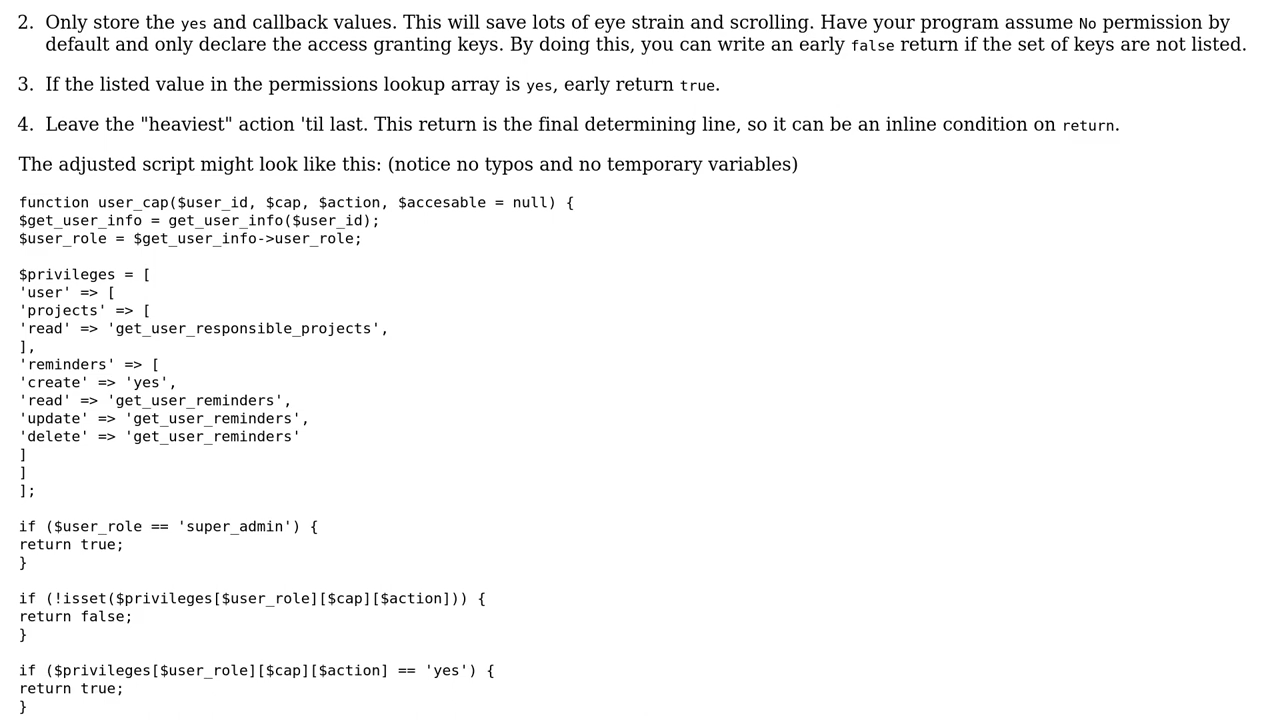 2. Only store the yes and callback values. This will save lots of eye strain and scrolling. Have your program assume No permission by
default and only declare the access granting keys. By doing this, you can write an early false return if the set of keys are not listed.
3. If the listed value in the permissions lookup array is yes, early return true.
4. Leave the "heaviest" action 'til last. This return is the final determining line, so it can be an inline condition on return.
The adjusted script might look like this: (notice no typos and no temporary variables)
function user_cap($user_id, $cap, $action, $accesable = null) {
$get_user_info = get_user_info($user_id);
$user_role = $get_user_info->user_role;
$privileges = [
'user' => [
'projects' => [
'read' => 'get_user_responsible_projects',
],
'reminders' => [
'create' => 'yes',
'read' => 'get_user_reminders',
'update' => 'get_user_reminders',
'delete' => 'get_user_reminders'
]
]
];
if ($user_role == 'super_admin') {
return true;
}
if (!isset($privileges[$user_role][$cap][$action])) {
return false;
}
if ($privileges[$user_role][$cap][$action] == 'yes') {
return true;
}